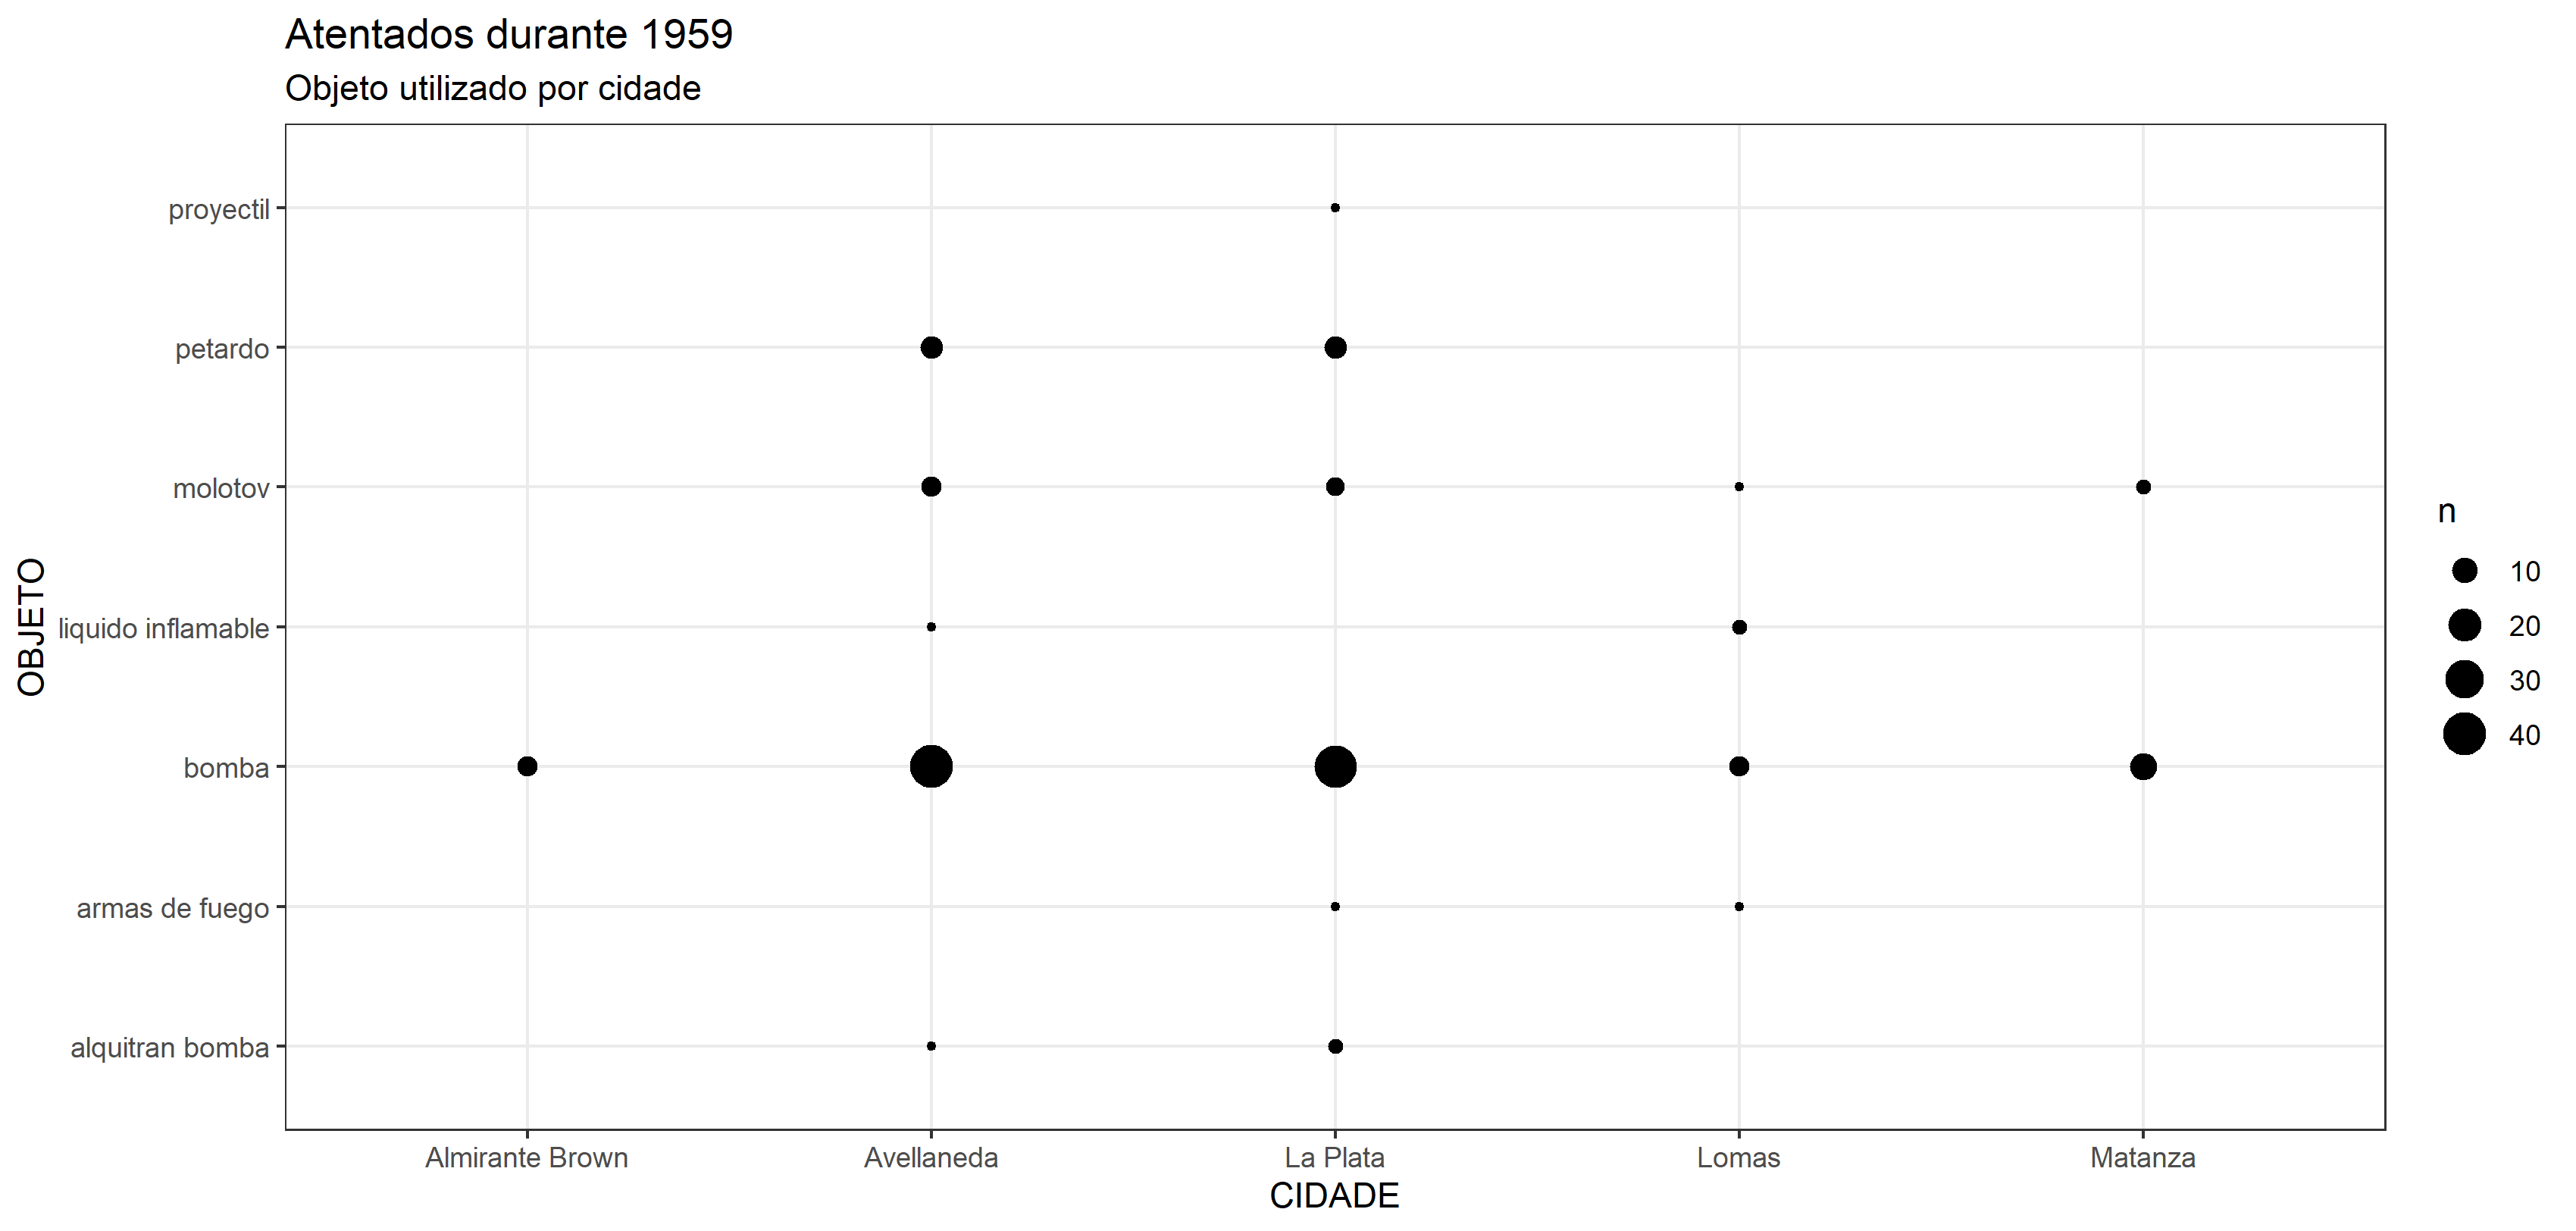 Atentados durante 1959
Objeto utilizado por cidade
OBJETO
proyectil
petardo
molotov
liquido inflamable
bomba
armas de fuego
alquitran bomba
Almirante Brown
Avellaneda
La Plata
Lomas
Matanza
CIDADE
n
10
20
30
40